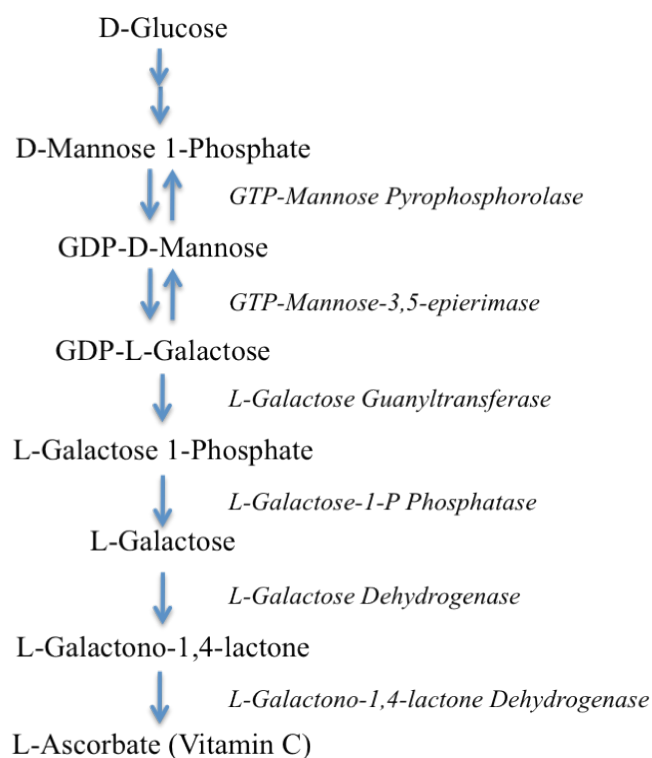 D-Glucose
D-Mannose 1-Phosphate
GTP-Mannose Pyrophosphorolase
GDP-D-Mannose
GTP-Mannose-3,5-epierimase
GDP-L-Galactose
L-Galactose Guanyltransferase
L-Galactose 1-Phosphate
L-Galactose-1-P Phosphatase
L-Galactose
L-Galactose Dehydrogenase
L-Galactono-1,4-lactone
L-Galactono-1,4-lactone Dehydrogenase
L-Ascorbate (Vitamin C)